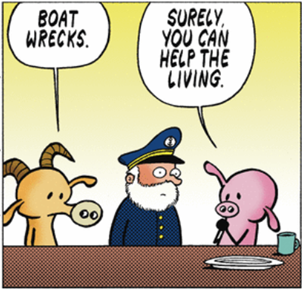 BOAT
WRECKS.
SURELY,
YOU CAN
HELP THE
LIVING.